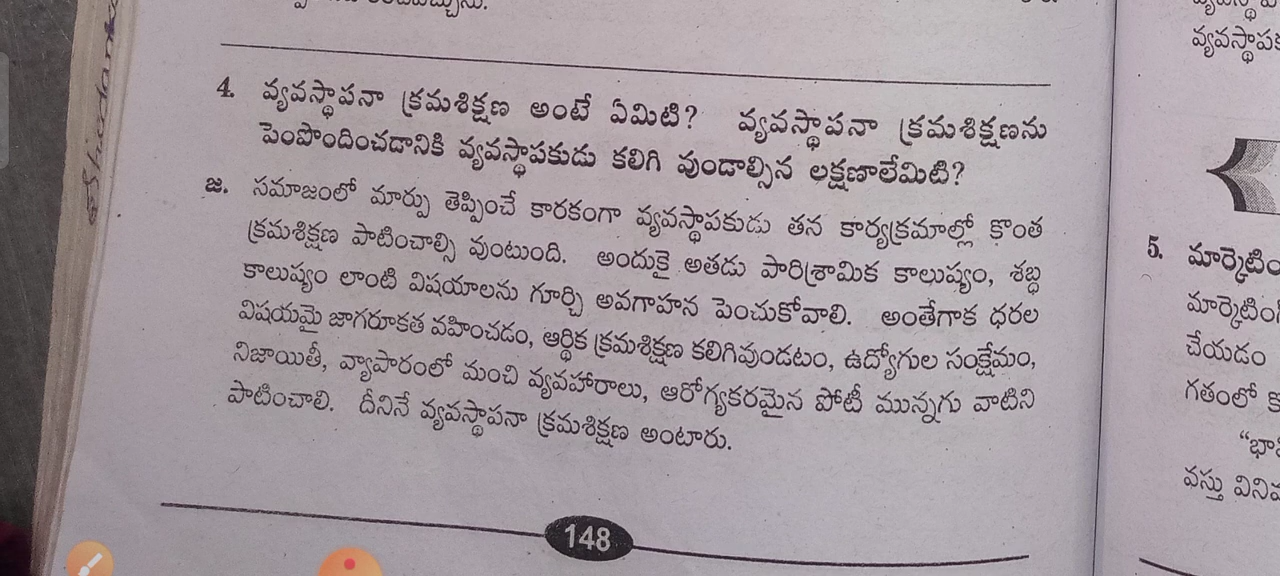 4. వ్యవస్థాపనా క్రమశిక్షణ అంటే ఏమిటి? వ్యవస్థాపనా క్రమశిక్షణను
పెంపొందించడానికి వ్యవస్థాపకుడు కలిగి వుండాల్సిన లక్షణాలేమిటి?
జ. సమాజంలో మార్పు తెప్పించే కారకంగా వ్యవస్థాపకుడు తన కార్యక్రమాల్లో కొంత
క్రమశిక్షణ పాటించాల్సి వుంటుంది. అందుకై అతడు పారిశ్రామిక కాలుష్యం, శబ్ధ
కాలుష్యం లాంటి విషయాలను గూర్చి అవగాహన పెంచుకోవాలి. అంతేగాక ధరల
విషయమై జాగరూకత వహించడం, ఆర్థిక క్రమశిక్షణ కలిగివుండటం, ఉద్యోగుల సంక్షేమం,
నిజాయితీ, వ్యాపారంలో మంచి వ్యవహారాలు, ఆరోగ్యకరమైన పోటీ మున్నగు వాటిని
పాటించాలి. దీనినే వ్యవస్థాపనా క్రమశిక్షణ అంటారు.
148
5.
చేయడం
గతంలో
వస్తు